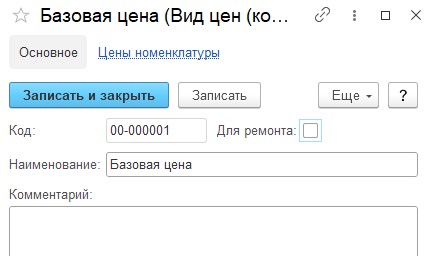 Базовая цена (Вид цен (ко...
Основное Цены номенклатуры
Записать и закрыть Записать Еще ?
Код: 00-000001 Для ремонта:
Наименование: Базовая цена
Комментарий: